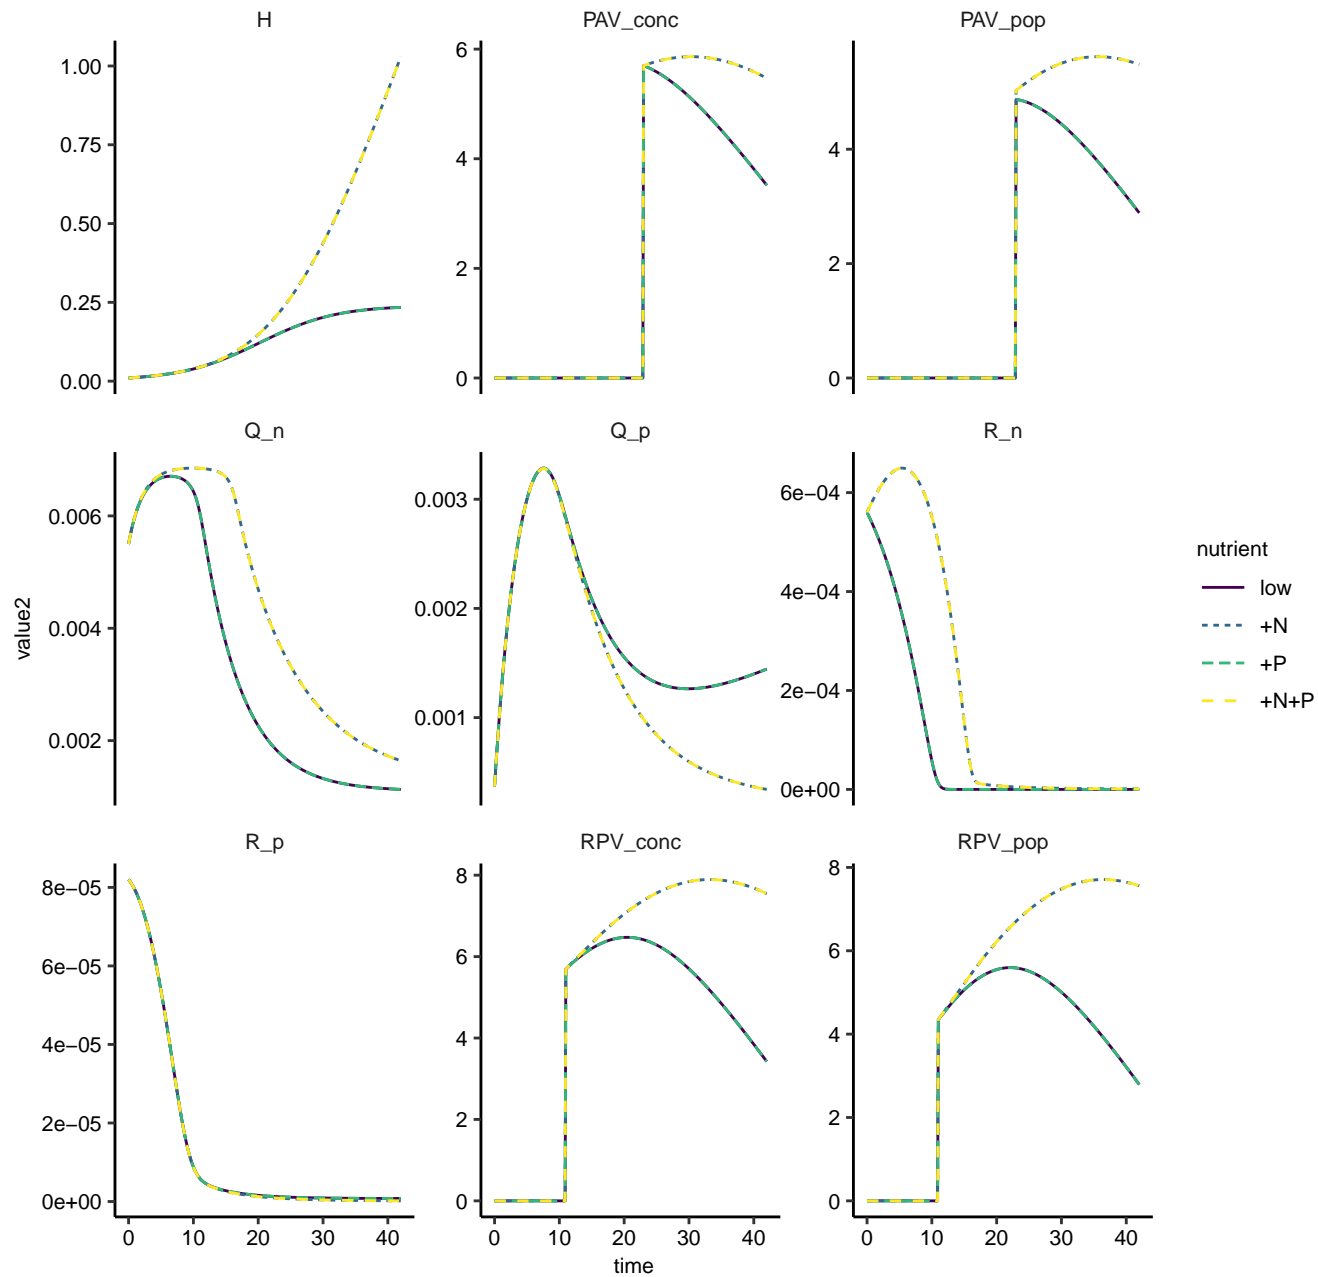 H
PAV_conc
PAV_pop
1.00
0.75
0.50
0.25
0.00
6
4
2
0
4
2
0
Q_n
Q_p
R_n
value2
0.006
0.004
0.002
0.003
0.002
0.001
6e−04
4e−04
2e−04
0e+00
nutrient
low
+N
+P
+N+P
R_p
RPV_conc
RPV_pop
8e−05
6e−05
4e−05
2e−05
0e+00
8
6
4
2
0
8
6
4
2
0
0 10 20 30 40
0 10 20 30 40
0 10 20 30 40
time